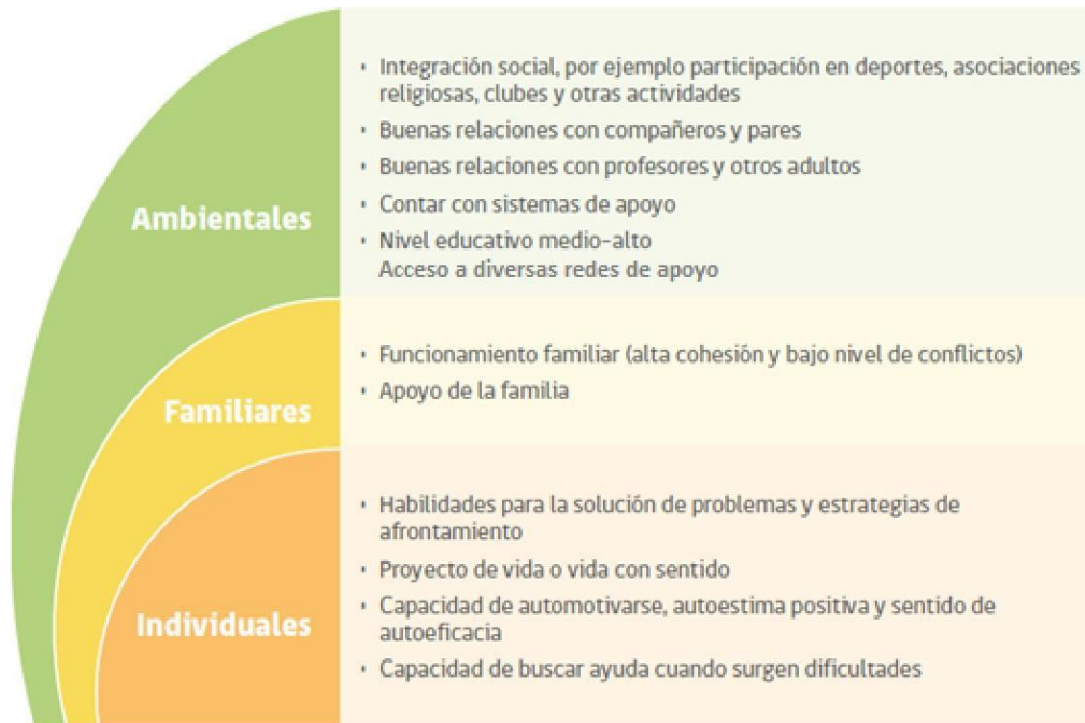 Ambientales
• Integración social, por ejemplo participación en deportes, asociaciones
religiosas, clubes y otras actividades
• Buenas relaciones con compañeros y pares
• Buenas relaciones con profesores y otros adultos
• Contar con sistemas de apoyo
• Nivel educativo medio-alto
Acceso a diversas redes de apoyo
Familiares
• Funcionamiento familiar (alta cohesión y bajo nivel de conflictos)
• Apoyo de la familia
Individuales
• Habilidades para la solución de problemas y estrategias de
afrontamiento
• Proyecto de vida o vida con sentido
• Capacidad de automotivarse, autoestima positiva y sentido de
autoeficacia
• Capacidad de buscar ayuda cuando surgen dificultades